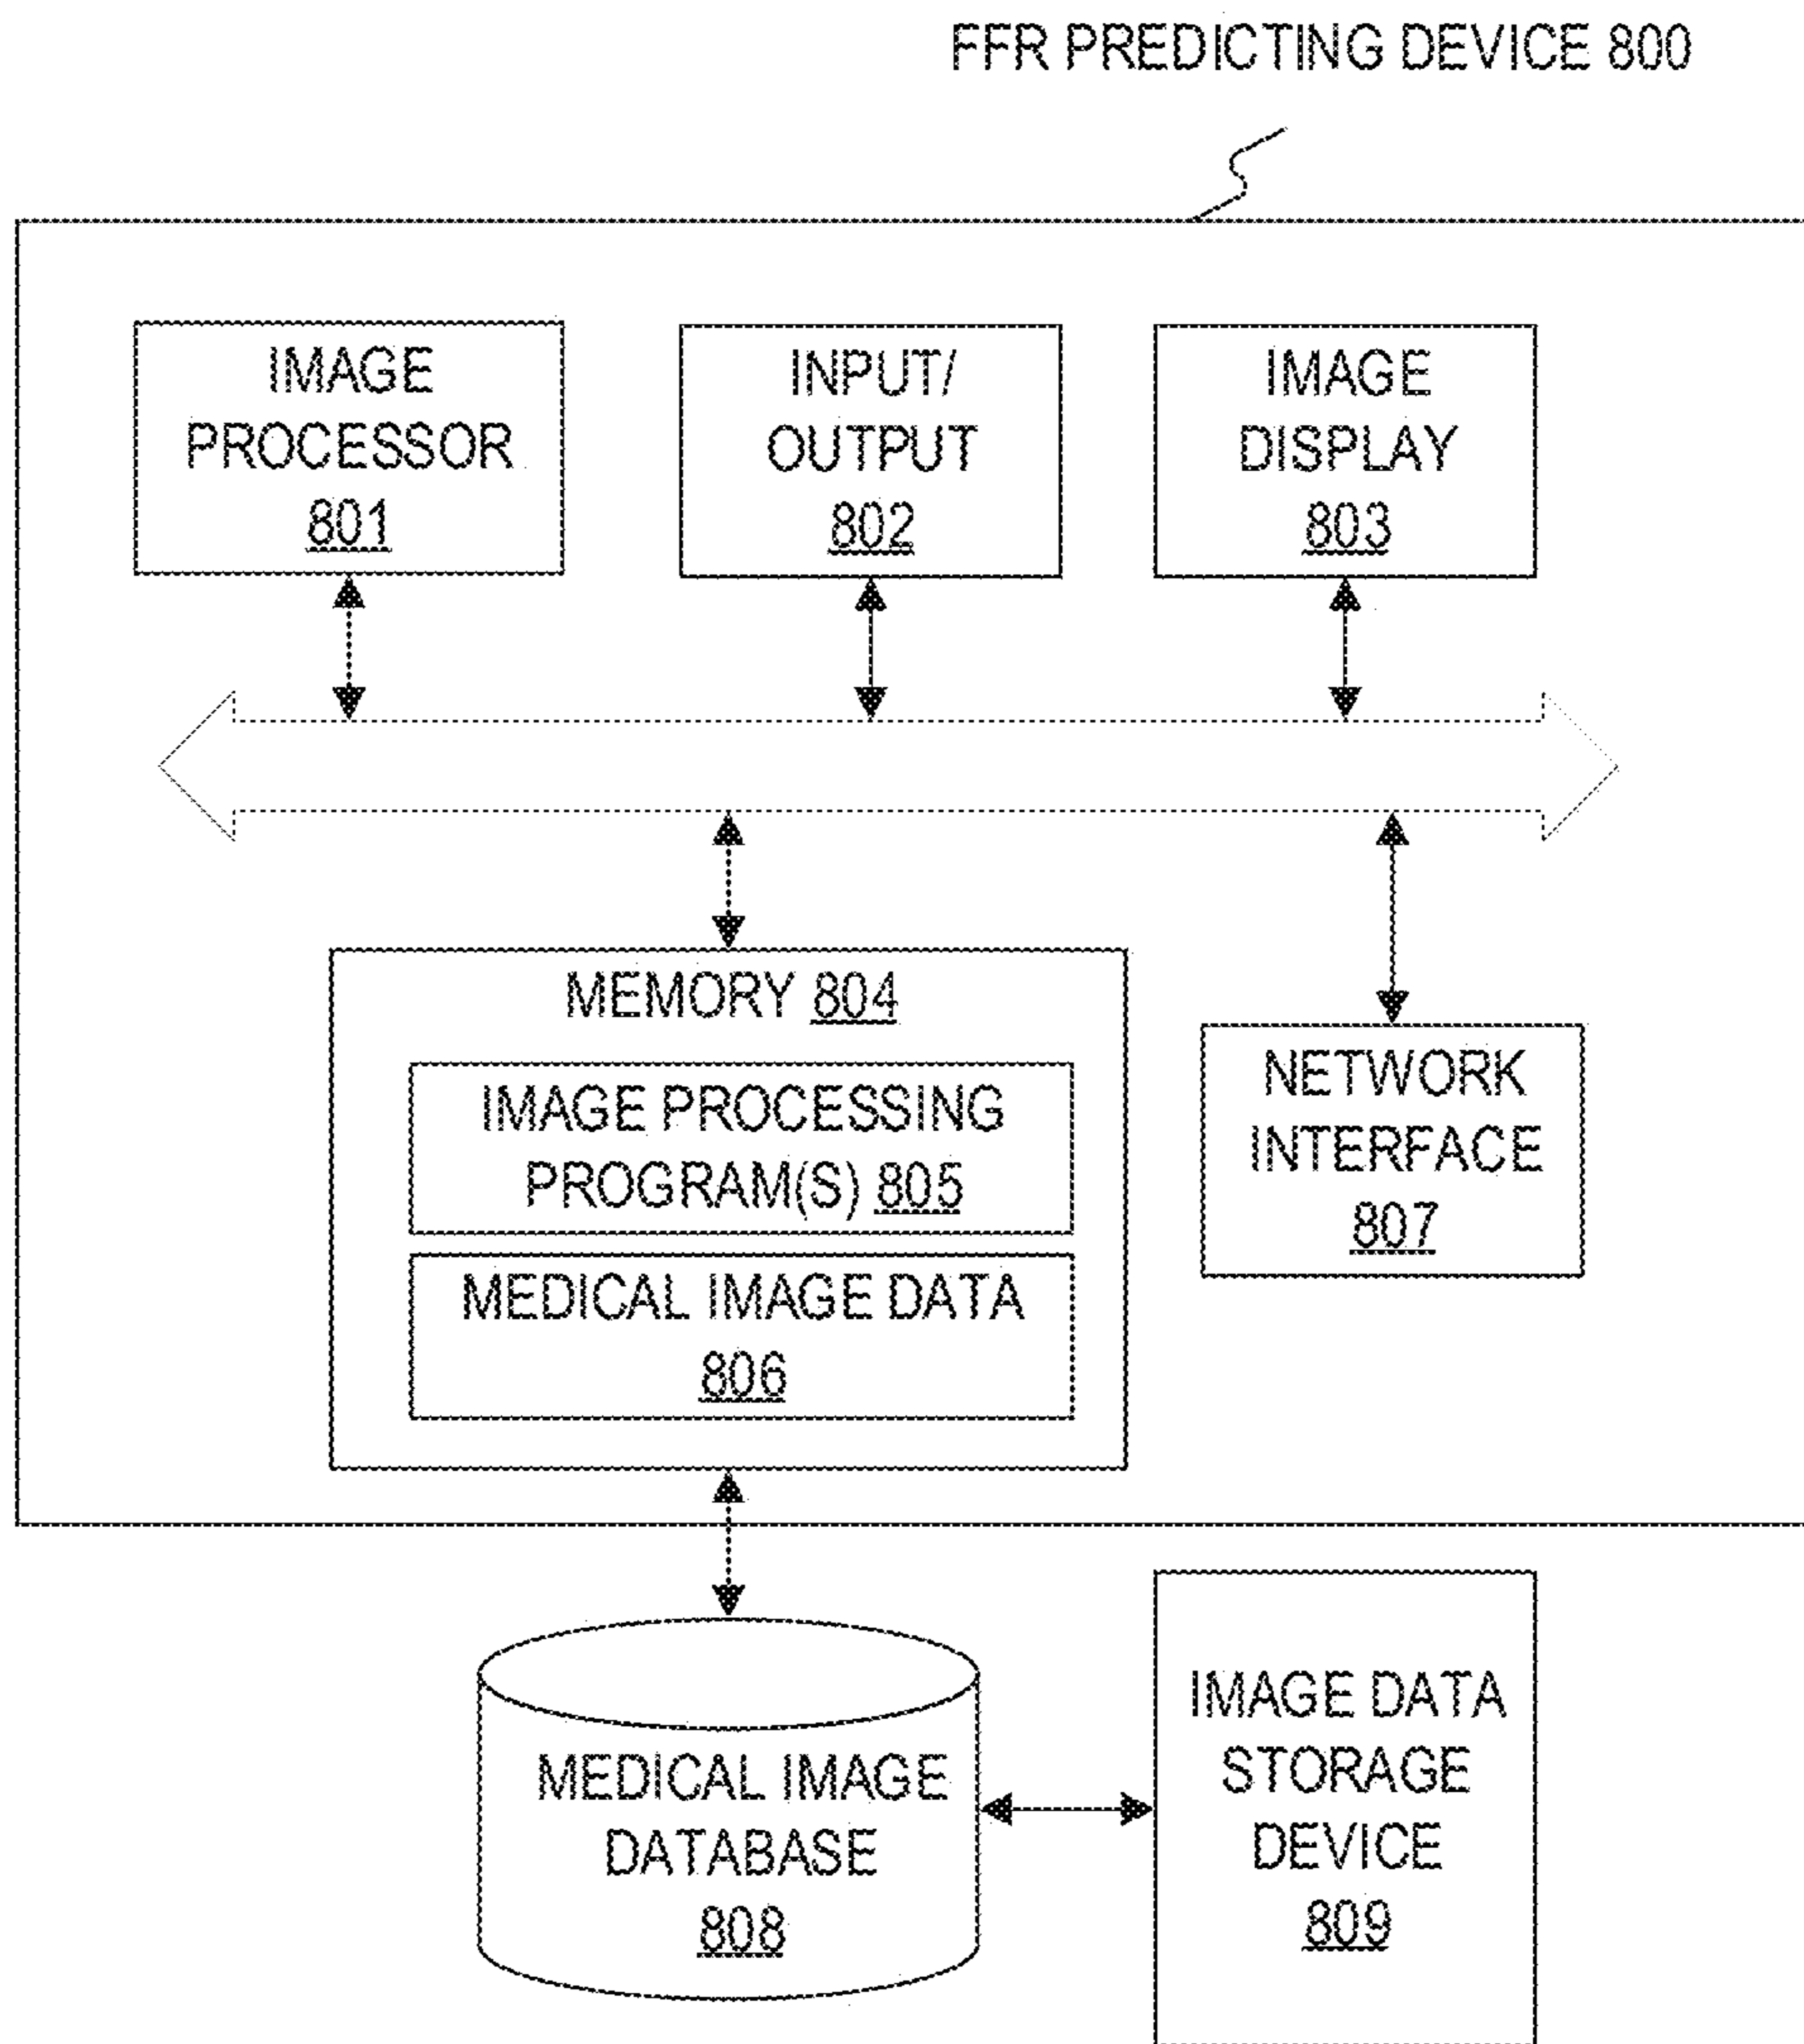 FFR PREDICTING DEVICE 800
IMAGE
PROCESSOR
801
INPUT/
OUTPUT
802
IMAGE
DISPLAY
803
MEMORY 804
IMAGE PROCESSING
PROGRAM(S) 805
MEDICAL IMAGE DATA
806
NETWORK
INTERFACE
807
MEDICAL IMAGE
DATABASE
808
IMAGE DATA
STORAGE
DEVICE
809